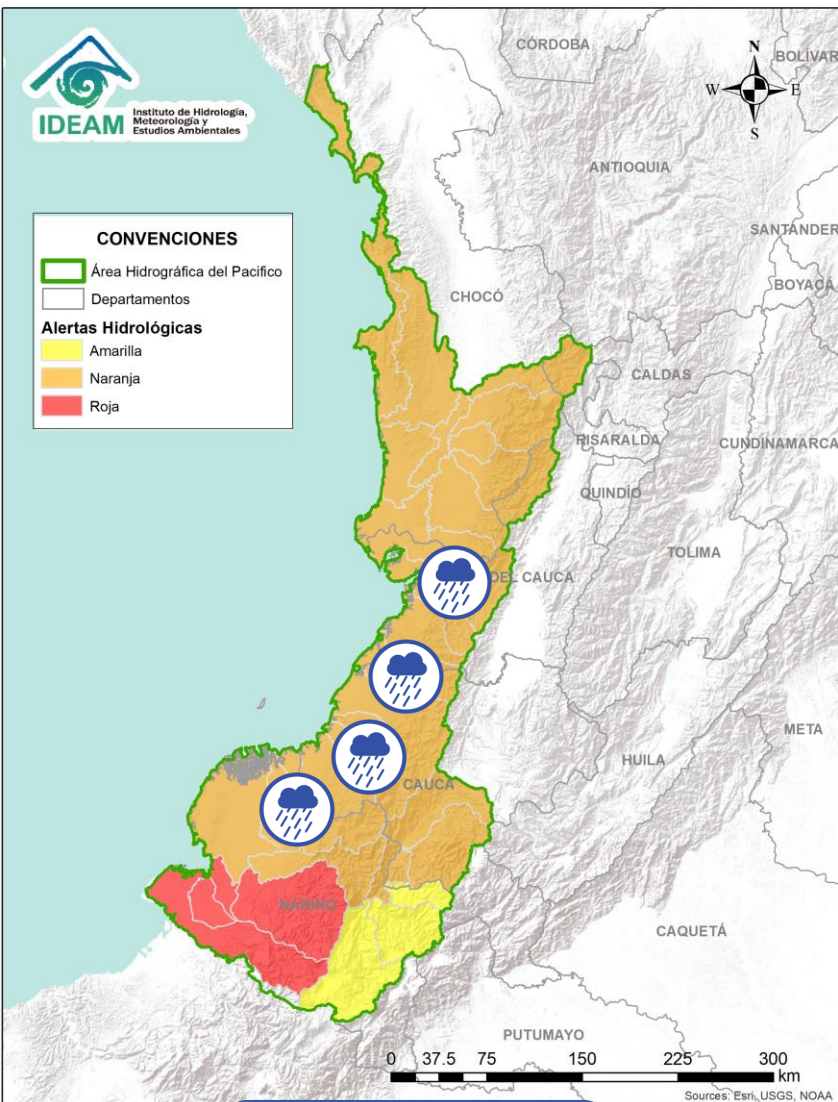 IDEAM
Instituto de Hidrología,
Meteorología y
Estudios Ambientales
N
W
E
S
CÓRDOBA
BOLÍVAR
ANTIOQUIA
SANTANDER
BOYACÁ
CHOCÓ
CALDAS
RISARALDA
CUNDINAMARCA
QUINDÍO
TOLIMA
DEL CAUCA
META
HUILA
CAUCA
NARIÑO
CAQUETÁ
PUTUMAYO
CONVENCIONES
Área Hidrográfica del Pacifico
Departamentos
Alertas Hidrológicas
Amarilla
Naranja
Roja
0 37.5 75 150 225 300
km
Sources: Esri, USGS, NOAA